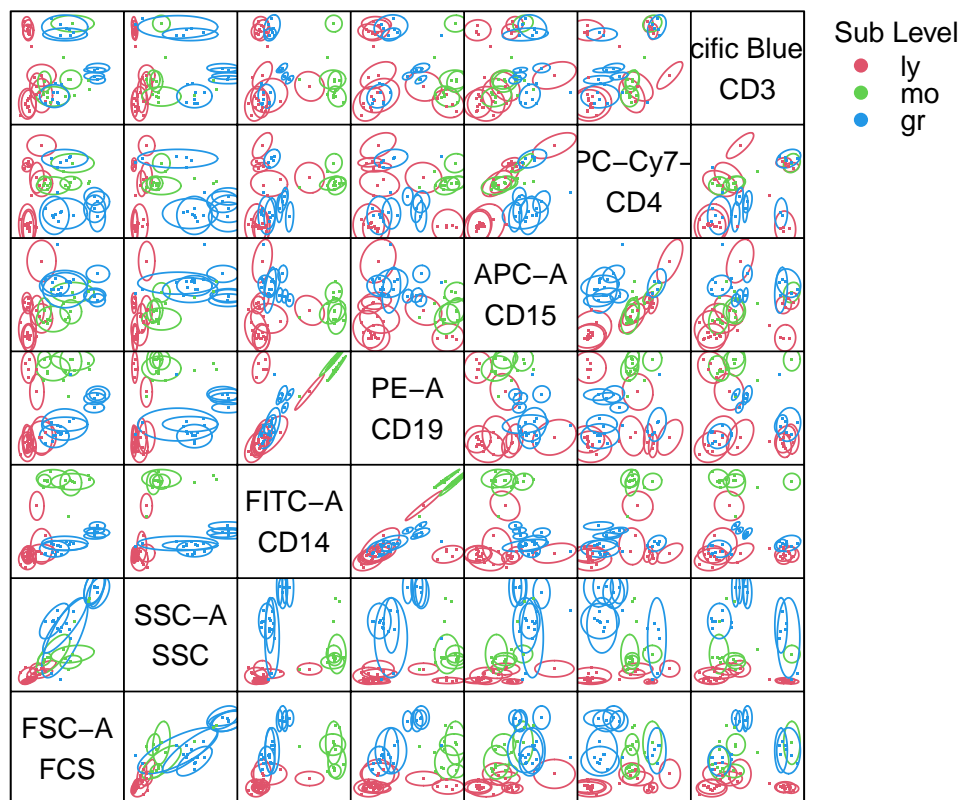 Sub Level
ly
mo
gr
cific Blue
CD3
PC-Cy7-
CD4
APC-A
CD15
PE-A
CD19
FITC-A
CD14
SSC-A
SSC
FSC-A
FCS